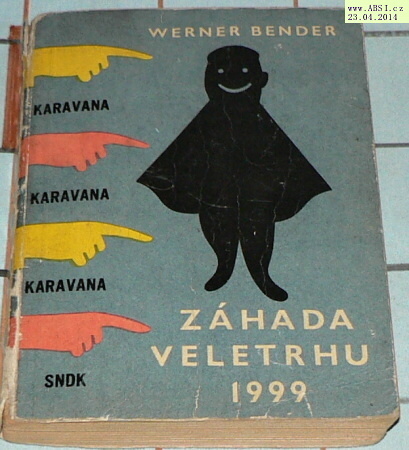 www.ABSI.cz
23.04.2014
WERNER BENDER
KARAVANA
KARAVANA
KARAVANA
SNDK
ZÁHADA
VELETRHU
1999